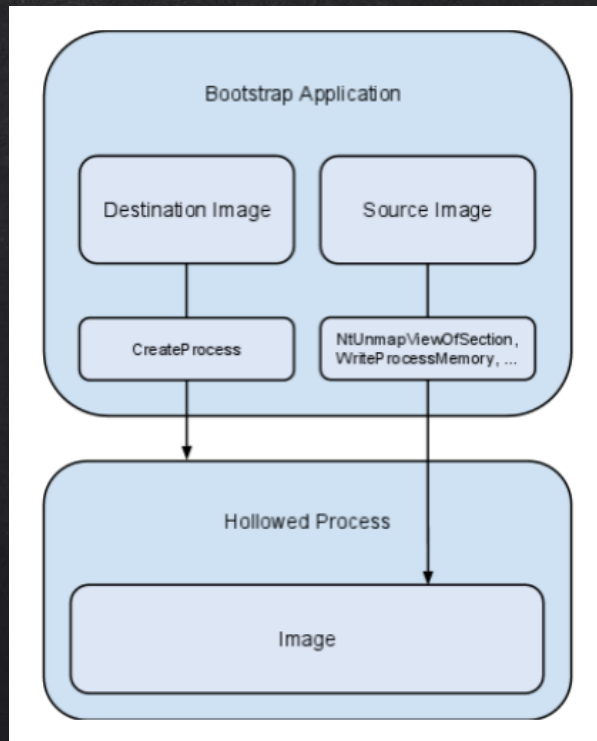 Bootstrap Application
Destination Image
Source Image
CreateProcess
NtUnmapViewOfSection,
WriteProcessMemory, ...
Hollowed Process
Image